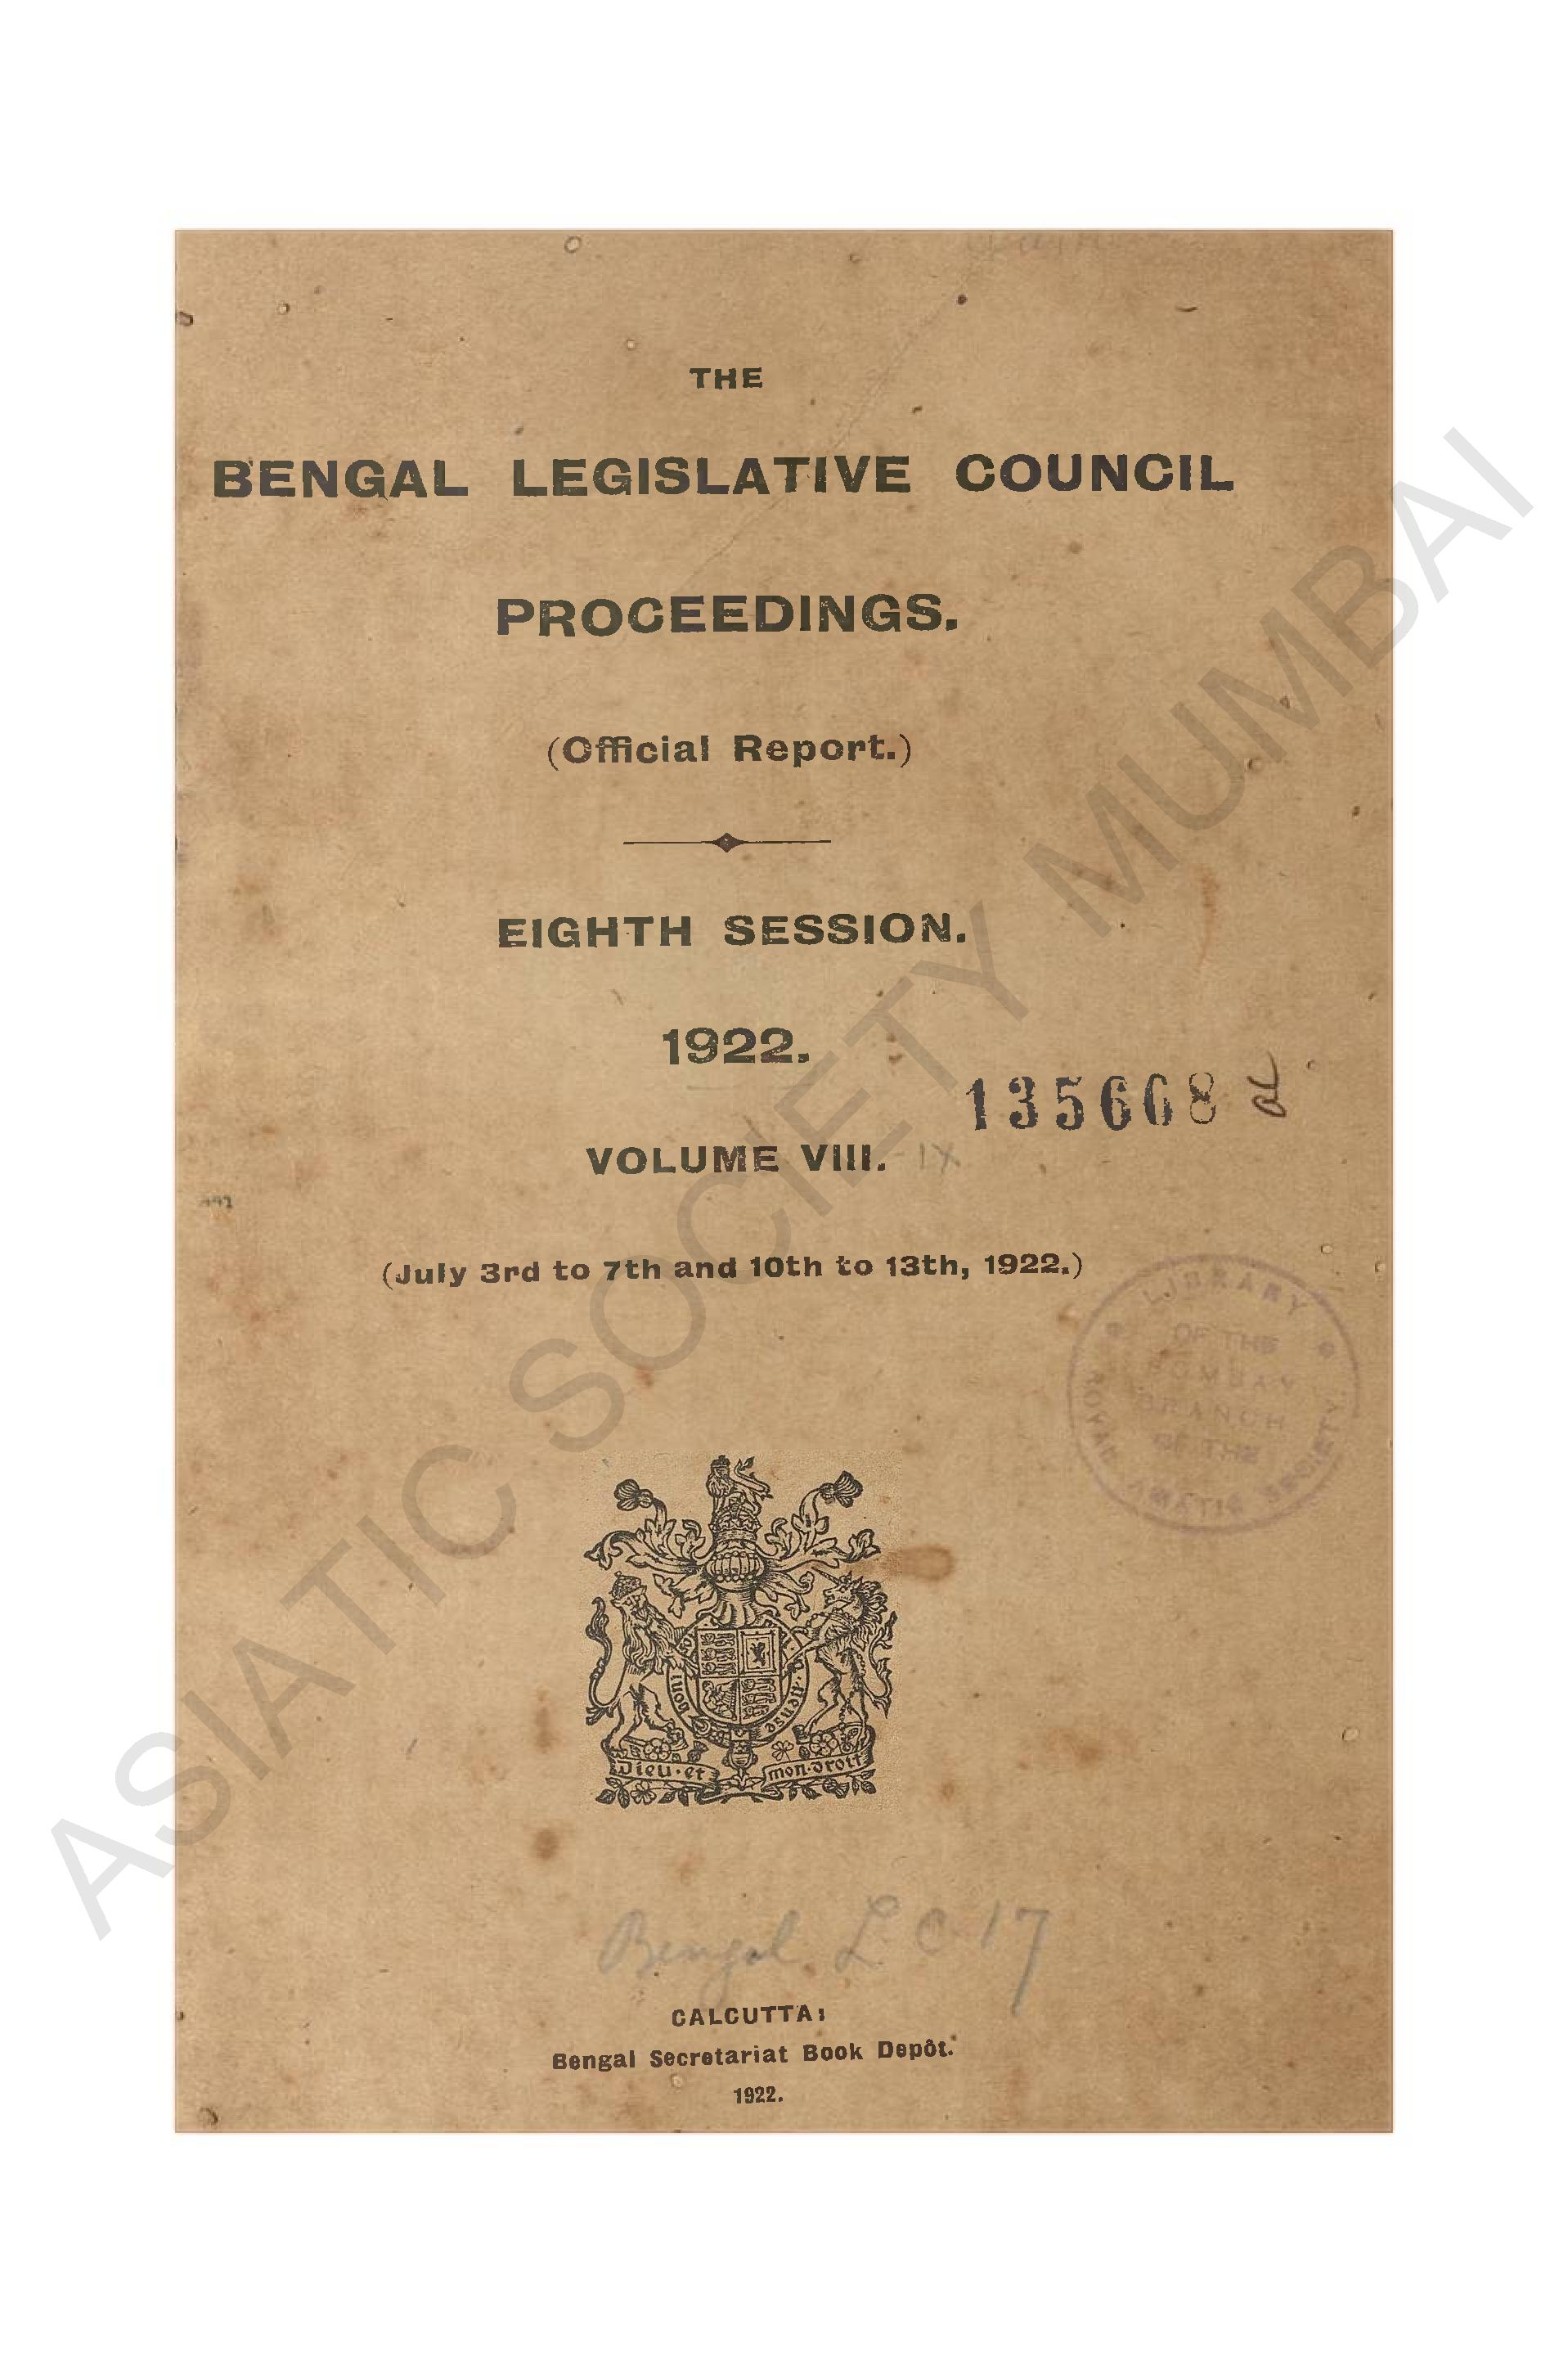 THE
BENGAL LEGISLATIVE COUNCIL
PROCEEDINGS.
(Official Report.)
EIGHTH SESSION.
1922.
135668 al
VOLUME VIII. - IX
(July 3rd to 7th and 10th to 13th, 1922.)
LIBRARY
OF THE
BOMBAY
BRANCH
OF THE
ROYAL ASIATIC SOCIETY.
Dieu·et mon·droit
Bengal L C 17
CALCUTTA:
Bengal Secretariat Book Depôt.
1922.
ASIATIC SOCIETY MUMBAI